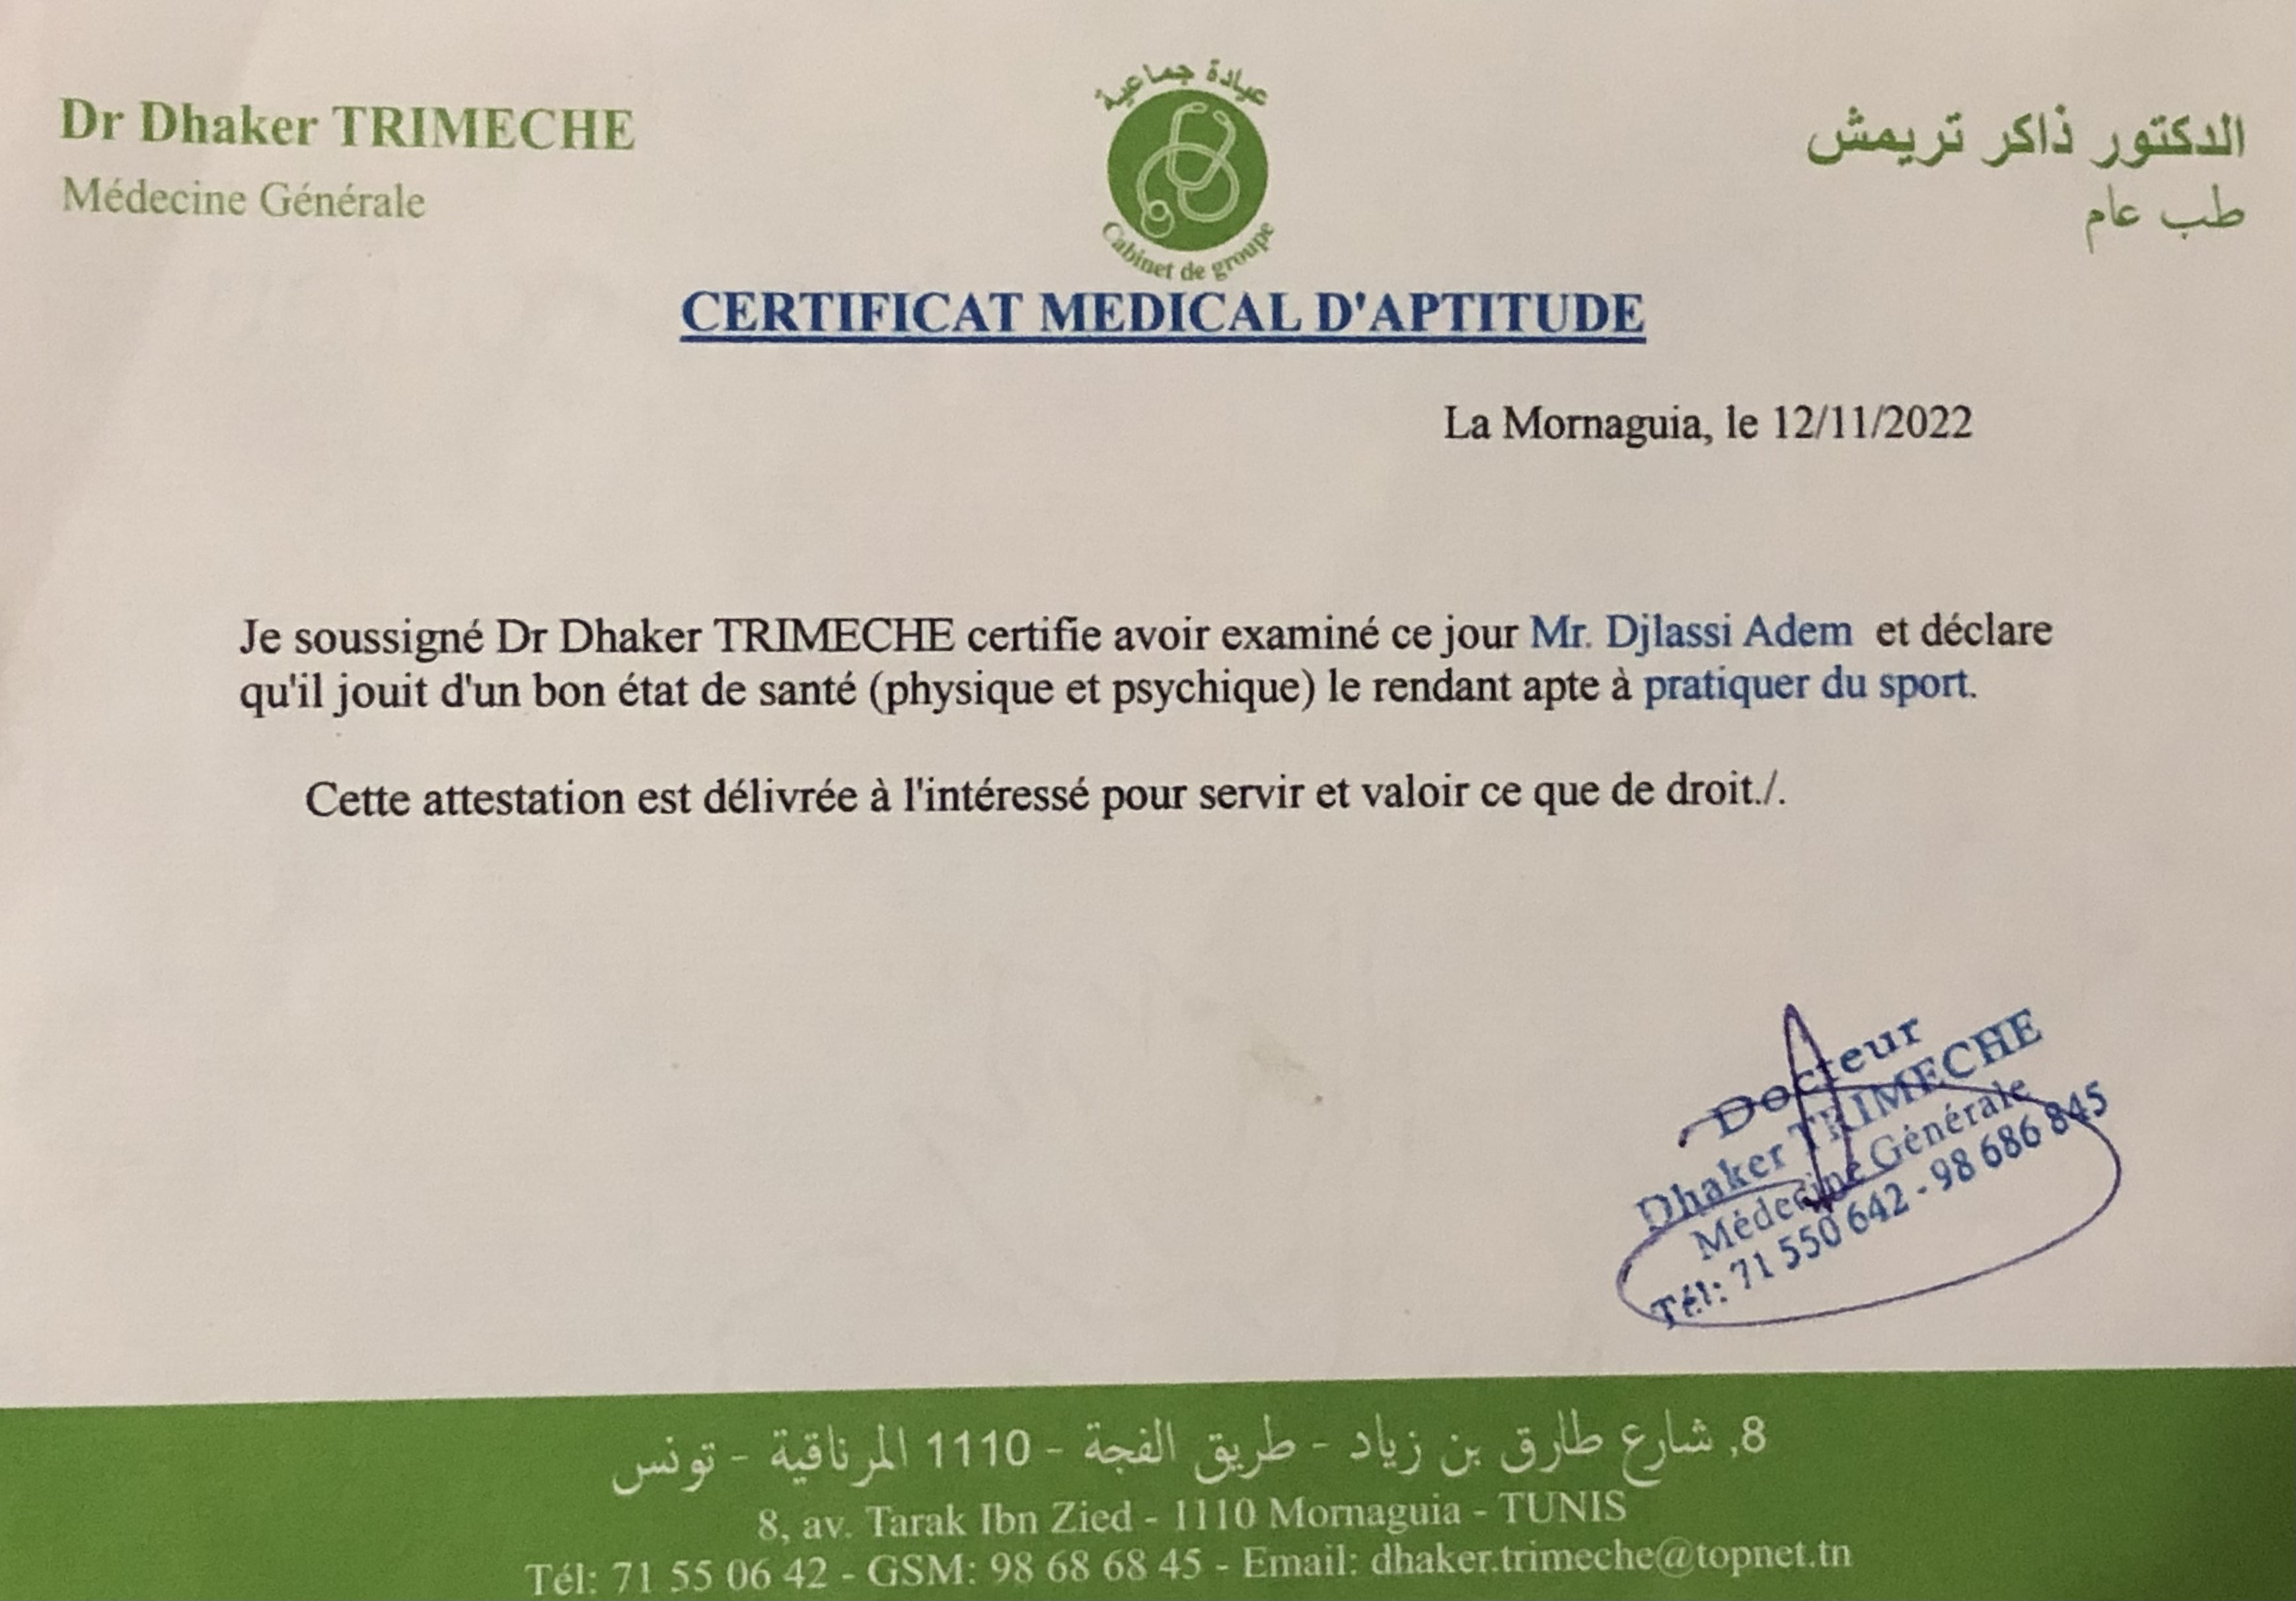 Dr Dhaker TRIMECHE
Médecine Générale
عيادة جماعية
Cabinet de groupe
الدكتور ذاكر تريمش
طب عام
CERTIFICAT MEDICAL D'APTITUDE
La Mornaguia, le 12/11/2022
Je soussigné Dr Dhaker TRIMECHE certifie avoir examiné ce jour Mr. Djlassi Adem et déclare
qu'il jouit d'un bon état de santé (physique et psychique) le rendant apte à pratiquer du sport.
Cette attestation est délivrée à l'intéressé pour servir et valoir ce que de droit./.
Docteur
Dhaker TRIMECHE
Médecine Générale
Tél: 71 550 642 - 98 686 845
8, شارع طارق بن زياد - طريق الفجة - 1110 المرناقية - تونس
8, av. Tarak Ibn Zied - 1110 Mornaguia - TUNIS
Tél: 71 55 06 42 - GSM: 98 68 68 45 - Email: dhaker.trimeche@topnet.tn